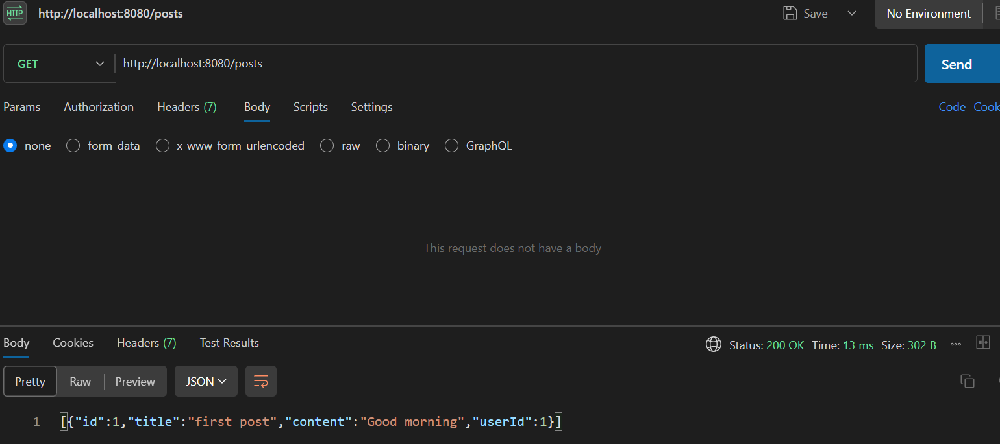 HTTP http://localhost:8080/posts Save No Environment
GET http://localhost:8080/posts Send
Params Authorization Headers (7) Body Scripts Settings Code Cook
none form-data x-www-form-urlencoded raw binary GraphQL
This request does not have a body
Body Cookies Headers (7) Test Results Status: 200 OK Time: 13 ms Size: 302 B
Pretty Raw Preview JSON
1 [{"id":1,"title":"first post","content":"Good morning","userId":1}]